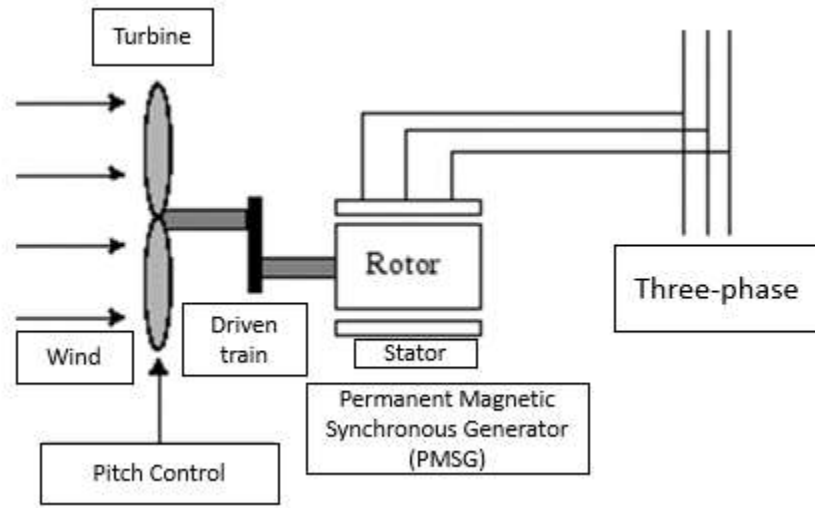 Turbine
Rotor
Three-phase
Driven
train
Wind
Stator
Permanent Magnetic
Synchronous Generator
(PMSG)
Pitch Control